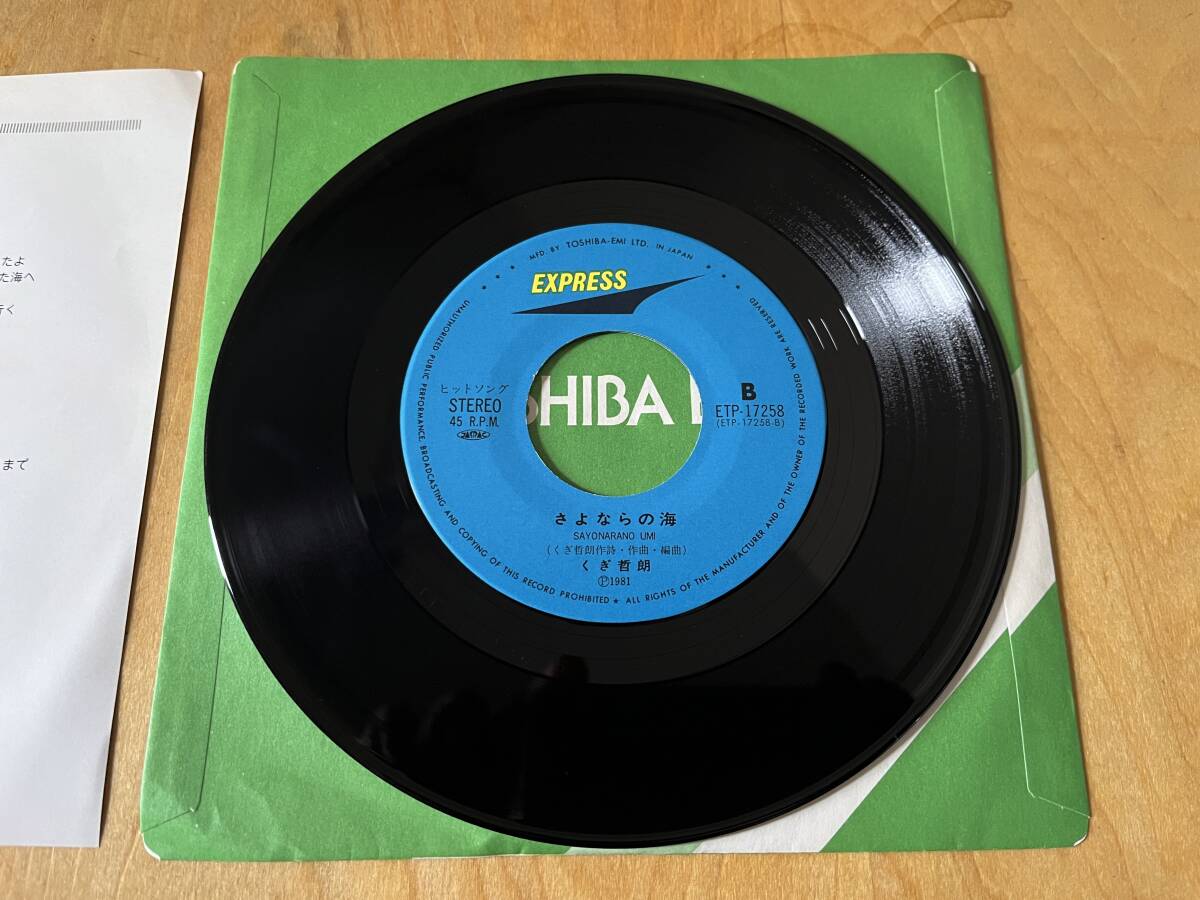 たよ
た海へ
く
まで
MFD. BY TOSHIBA-EMI LTD. IN JAPAN
EXPRESS
ヒットソング
STEREO
45 R.P.M.
JASRAC
SHIBA
B
ETP-17258
(ETP-17258-B)
さよならの海
SAYONARANO UMI
(くぎ哲朗作詩・作曲・編曲)
くぎ哲朗
Ⓟ1981
UNAUTHORIZED PUBLIC PERFORMANCE, BROADCASTING AND COPYING OF THIS RECORD PROHIBITED ★ ALL RIGHTS OF THE MANUFACTURER AND OF THE OWNER OF THE RECORDED WORK ARE RESERVED